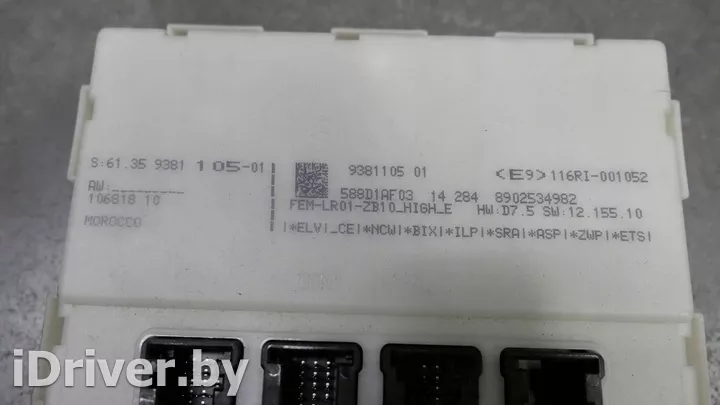 S:61.35 9381 105-01
AW:________
106818 10
MOROCCO
9381105 01
<E9>116RI-001052
588D1AF03 14 284 8902534982
FEM-LR01-ZB10_HIGH_E HW:D7.5 SW:12.155.10
|*ELV|_CE|*NCW|*BIX|*ILP|*SRA|*ASP|*ZWP|*ETS|
iDriver.by